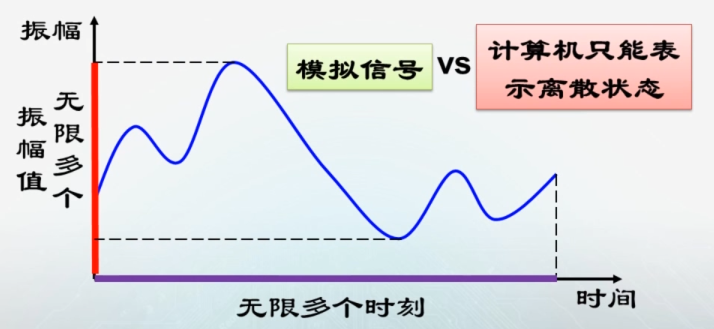 振幅
模拟信号
vs
计算机只能表
示离散状态
无限多个
振幅值
无限多个时刻
时间